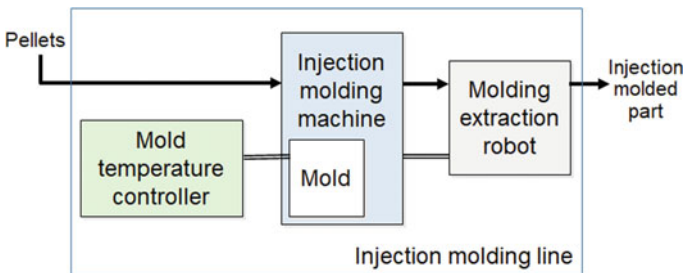 Pellets
Injection
molding
machine
Molding
extraction
robot
Injection
molded
part
Mold
temperature
controller
Mold
Injection molding line